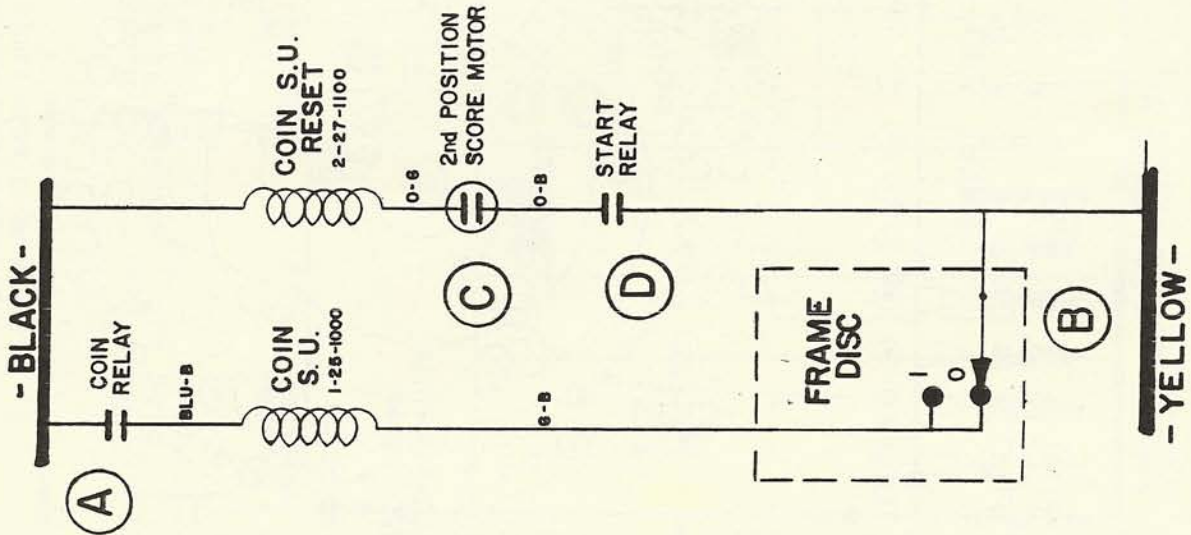 - BLACK -
A
COIN
RELAY
BLU-B
COIN
S. U.
1-26-1000
G-B
COIN S.U.
RESET
2-27-1100
O-G
C
2nd POSITION
SCORE MOTOR
O-B
D
START
RELAY
FRAME
DISC
1
0
B
- YELLOW -